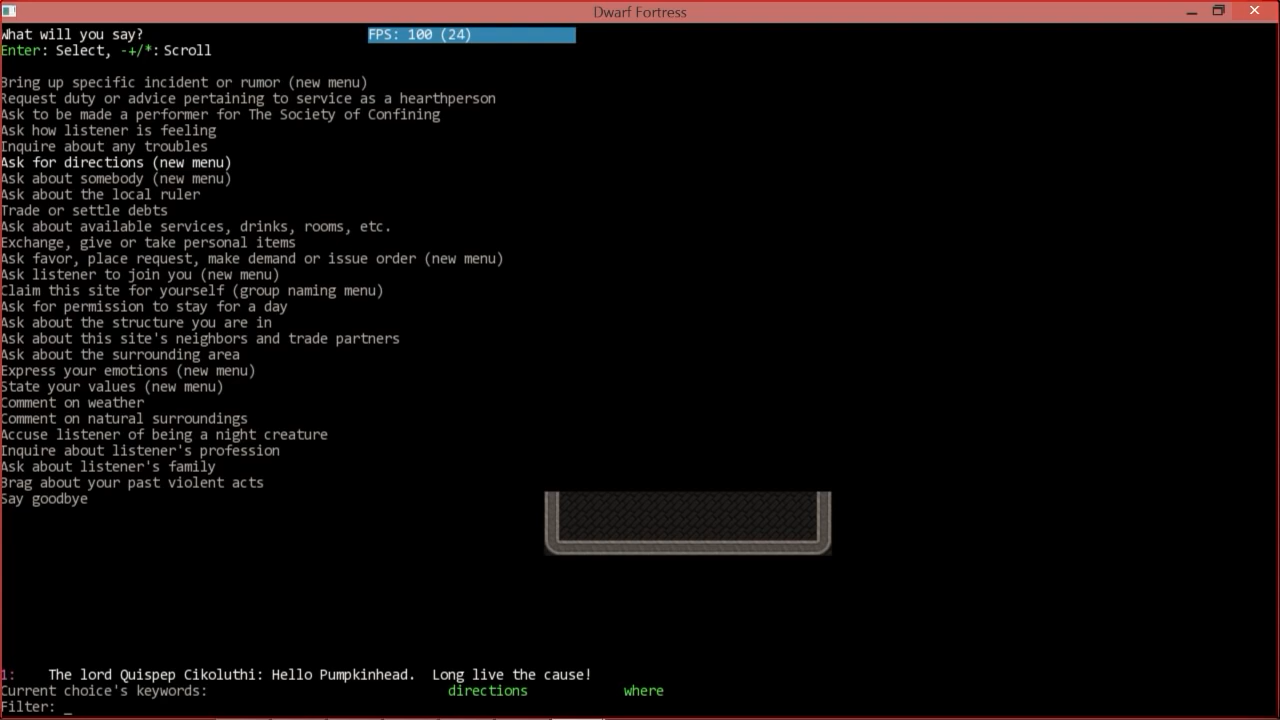 Dwarf Fortress
What will you say? FPS: 100 (24)
Enter: Select, -+/*: Scroll
Bring up specific incident or rumor (new menu)
Request duty or advice pertaining to service as a hearthperson
Ask to be made a performer for The Society of Confining
Ask how listener is feeling
Inquire about any troubles
Ask for directions (new menu)
Ask about somebody (new menu)
Ask about the local ruler
Trade or settle debts
Ask about available services, drinks, rooms, etc.
Exchange, give or take personal items
Ask favor, place request, make demand or issue order (new menu)
Ask listener to join you (new menu)
Claim this site for yourself (group naming menu)
Ask for permission to stay for a day
Ask about the structure you are in
Ask about this site's neighbors and trade partners
Ask about the surrounding area
Express your emotions (new menu)
State your values (new menu)
Comment on weather
Comment on natural surroundings
Accuse listener of being a night creature
Inquire about listener's profession
Ask about listener's family
Brag about your past violent acts
Say goodbye
1: The lord Quispep Cikoluthi: Hello Pumpkinhead. Long live the cause!
Current choice's keywords: directions where
Filter: _